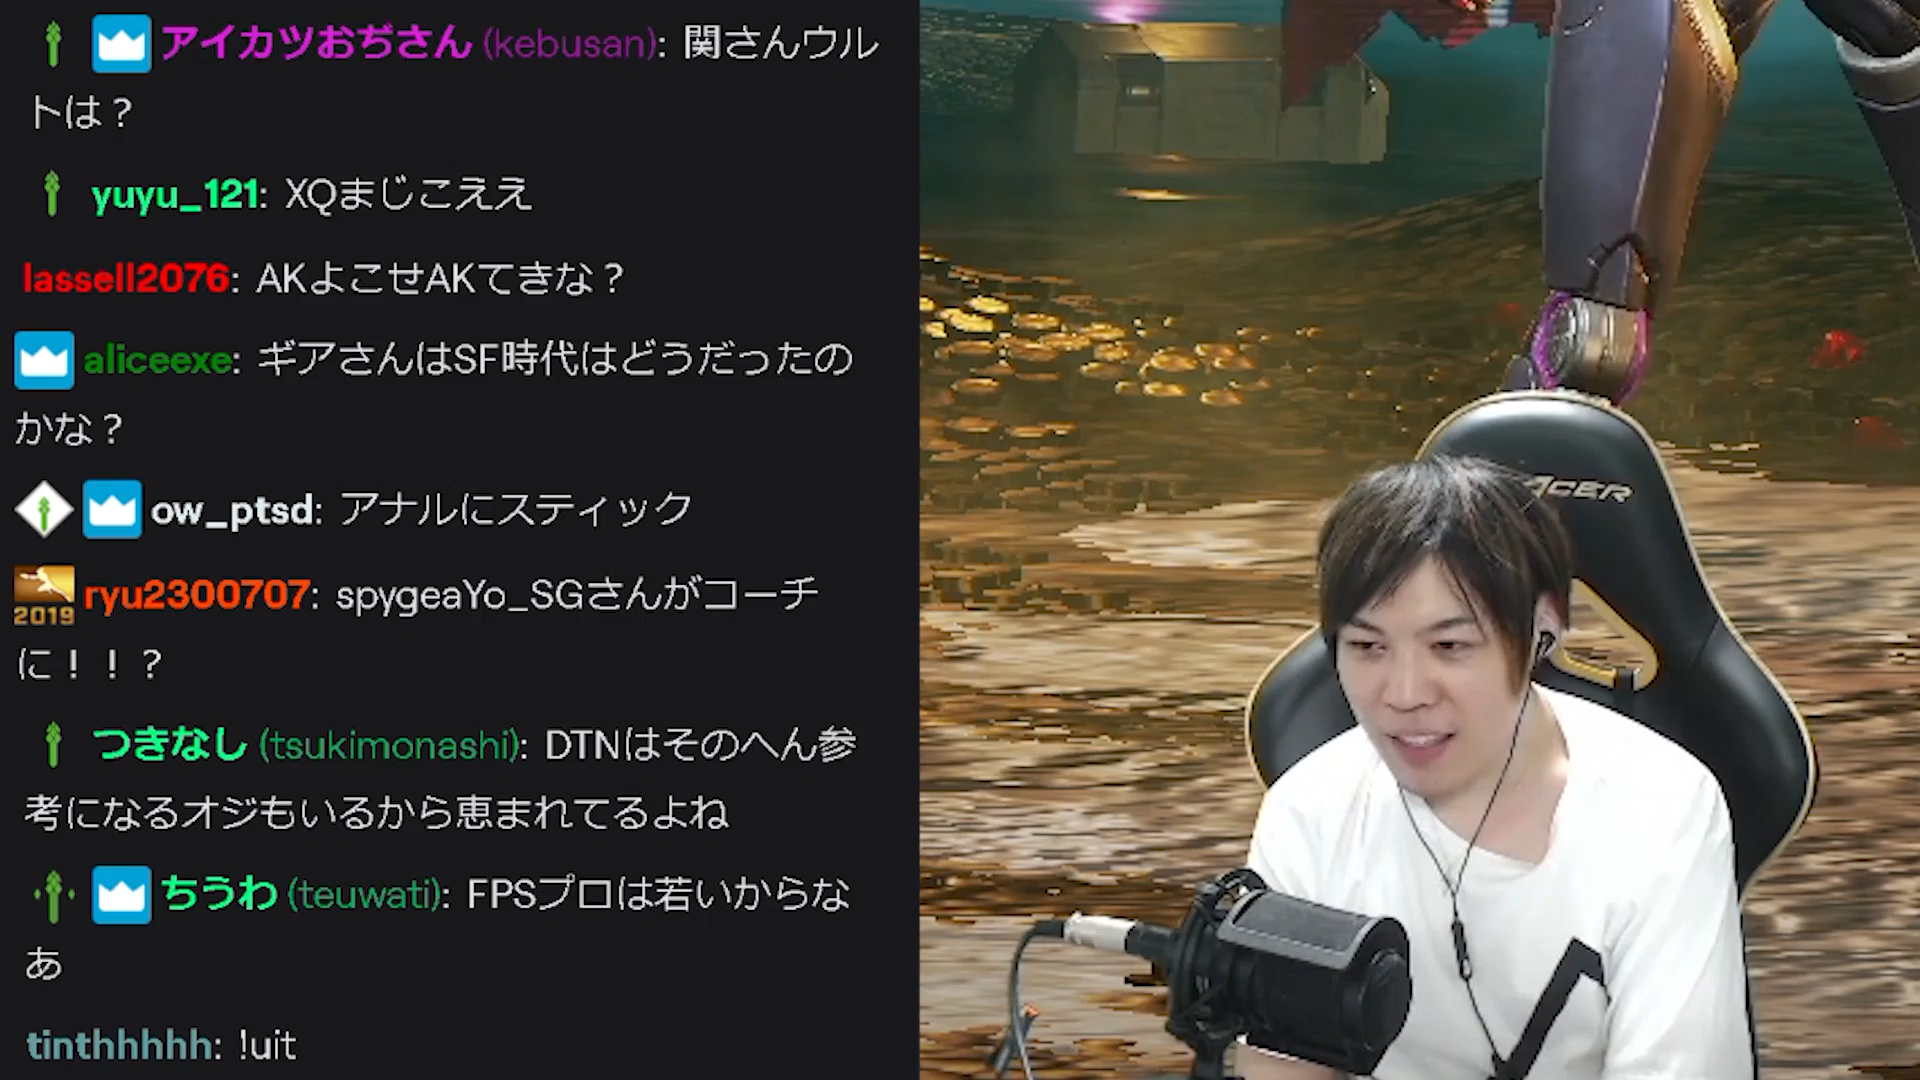 アイカツおぢさん (kebusan): 関さんウル
トは？
yuyu_121: XQまじこええ
lassell2076: AKよこせAKてきな？
aliceexe: ギアさんはSF時代はどうだったの
かな？
ow_ptsd: アナルにスティック
2019 ryu2300707: spygeaYo_SGさんがコーチ
に！！？
つきなし (tsukimonashi): DTNはそのへん参
考になるオジもいるから恵まれてるよね
ちうわ (teuwati): FPSプロは若いからな
あ
tinthhhhh: !uit